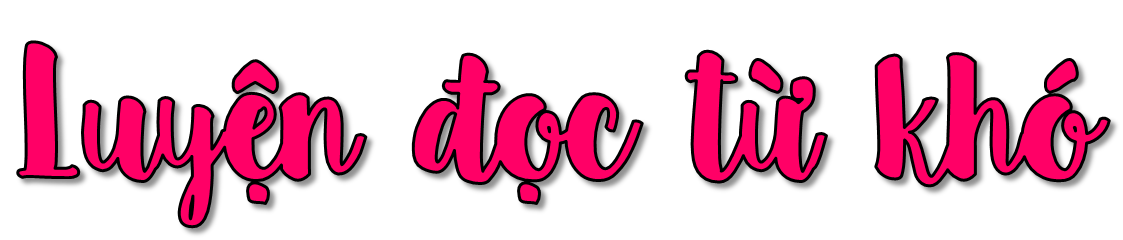 Luyện đọc từ khó